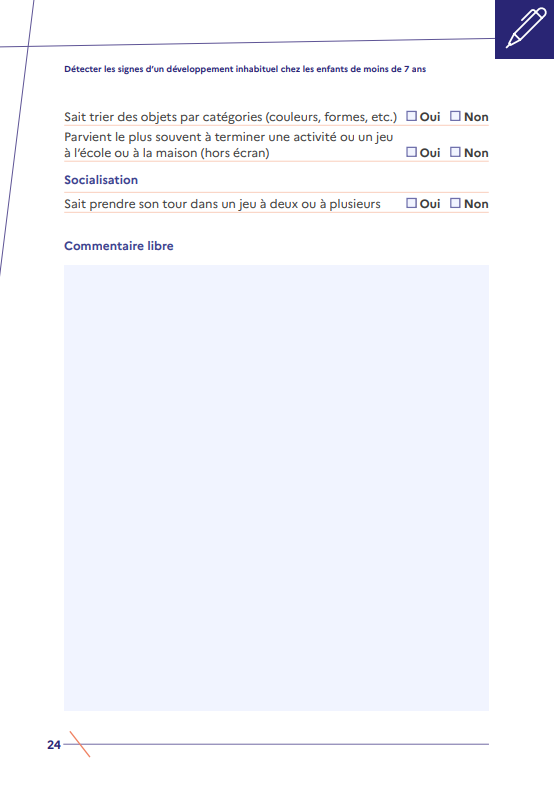 Détecter les signes d'un développement inhabituel chez les enfants de moins de 7 ans
Sait trier des objets par catégories (couleurs, formes, etc.) Oui Non
Parvient le plus souvent à terminer une activité ou un jeu
à l'école ou à la maison (hors écran) Oui Non
Socialisation
Sait prendre son tour dans un jeu à deux ou à plusieurs Oui Non
Commentaire libre
24